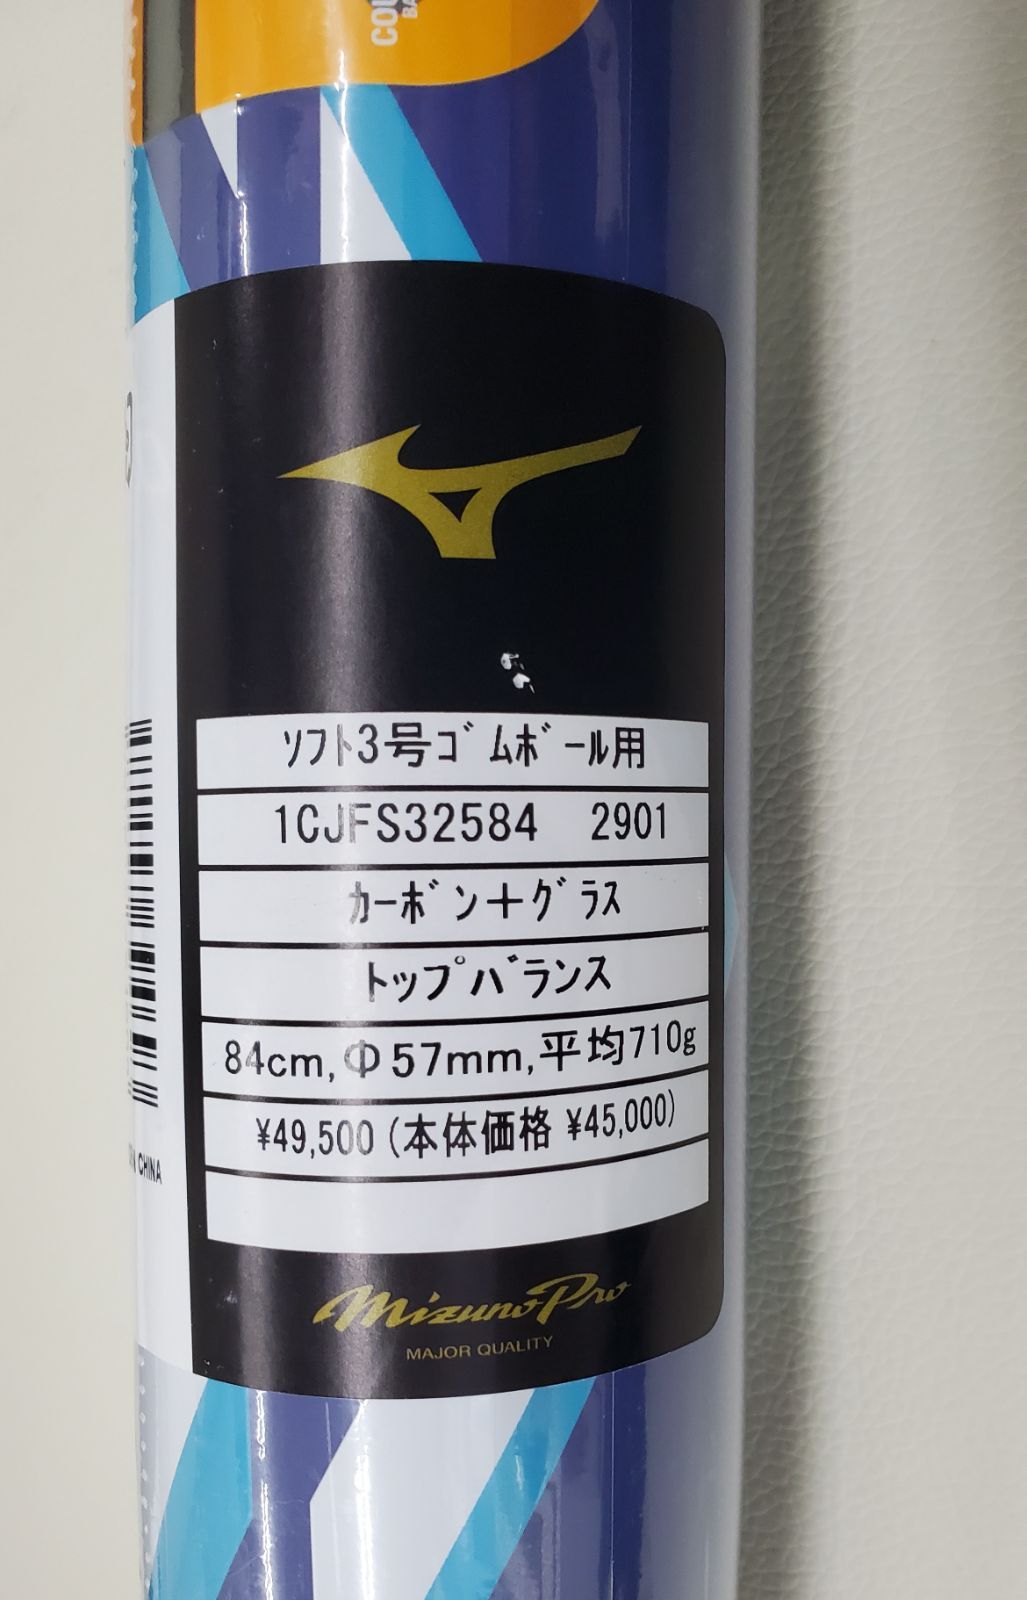 ソフト3号ゴムボール用
1CJFS32584 2901
カーボン+グラス
トップバランス
84cm,Φ57mm,平均710g
¥49,500(本体価格 ¥45,000)
Mizuno Pro
MAJOR QUALITY
CHINA